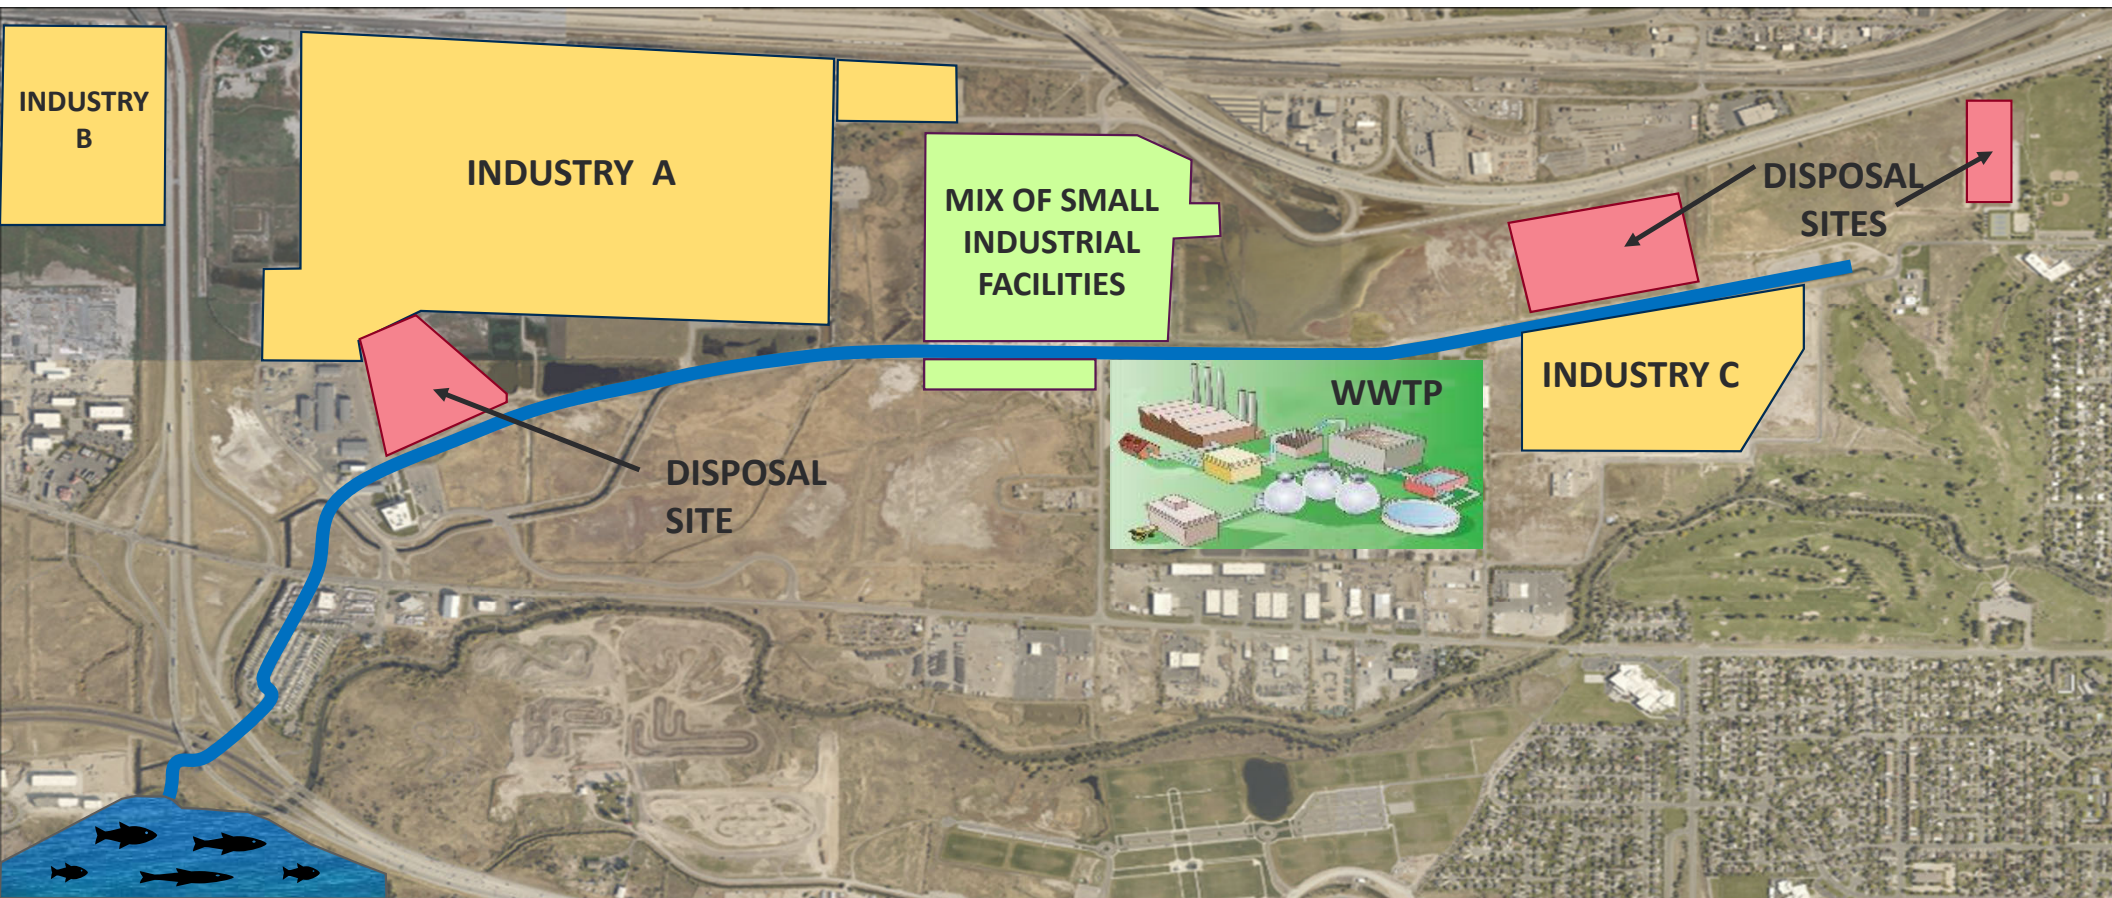 INDUSTRY
B
INDUSTRY A
MIX OF SMALL
INDUSTRIAL
FACILITIES
DISPOSAL
SITES
INDUSTRY C
WWTP
DISPOSAL
SITE